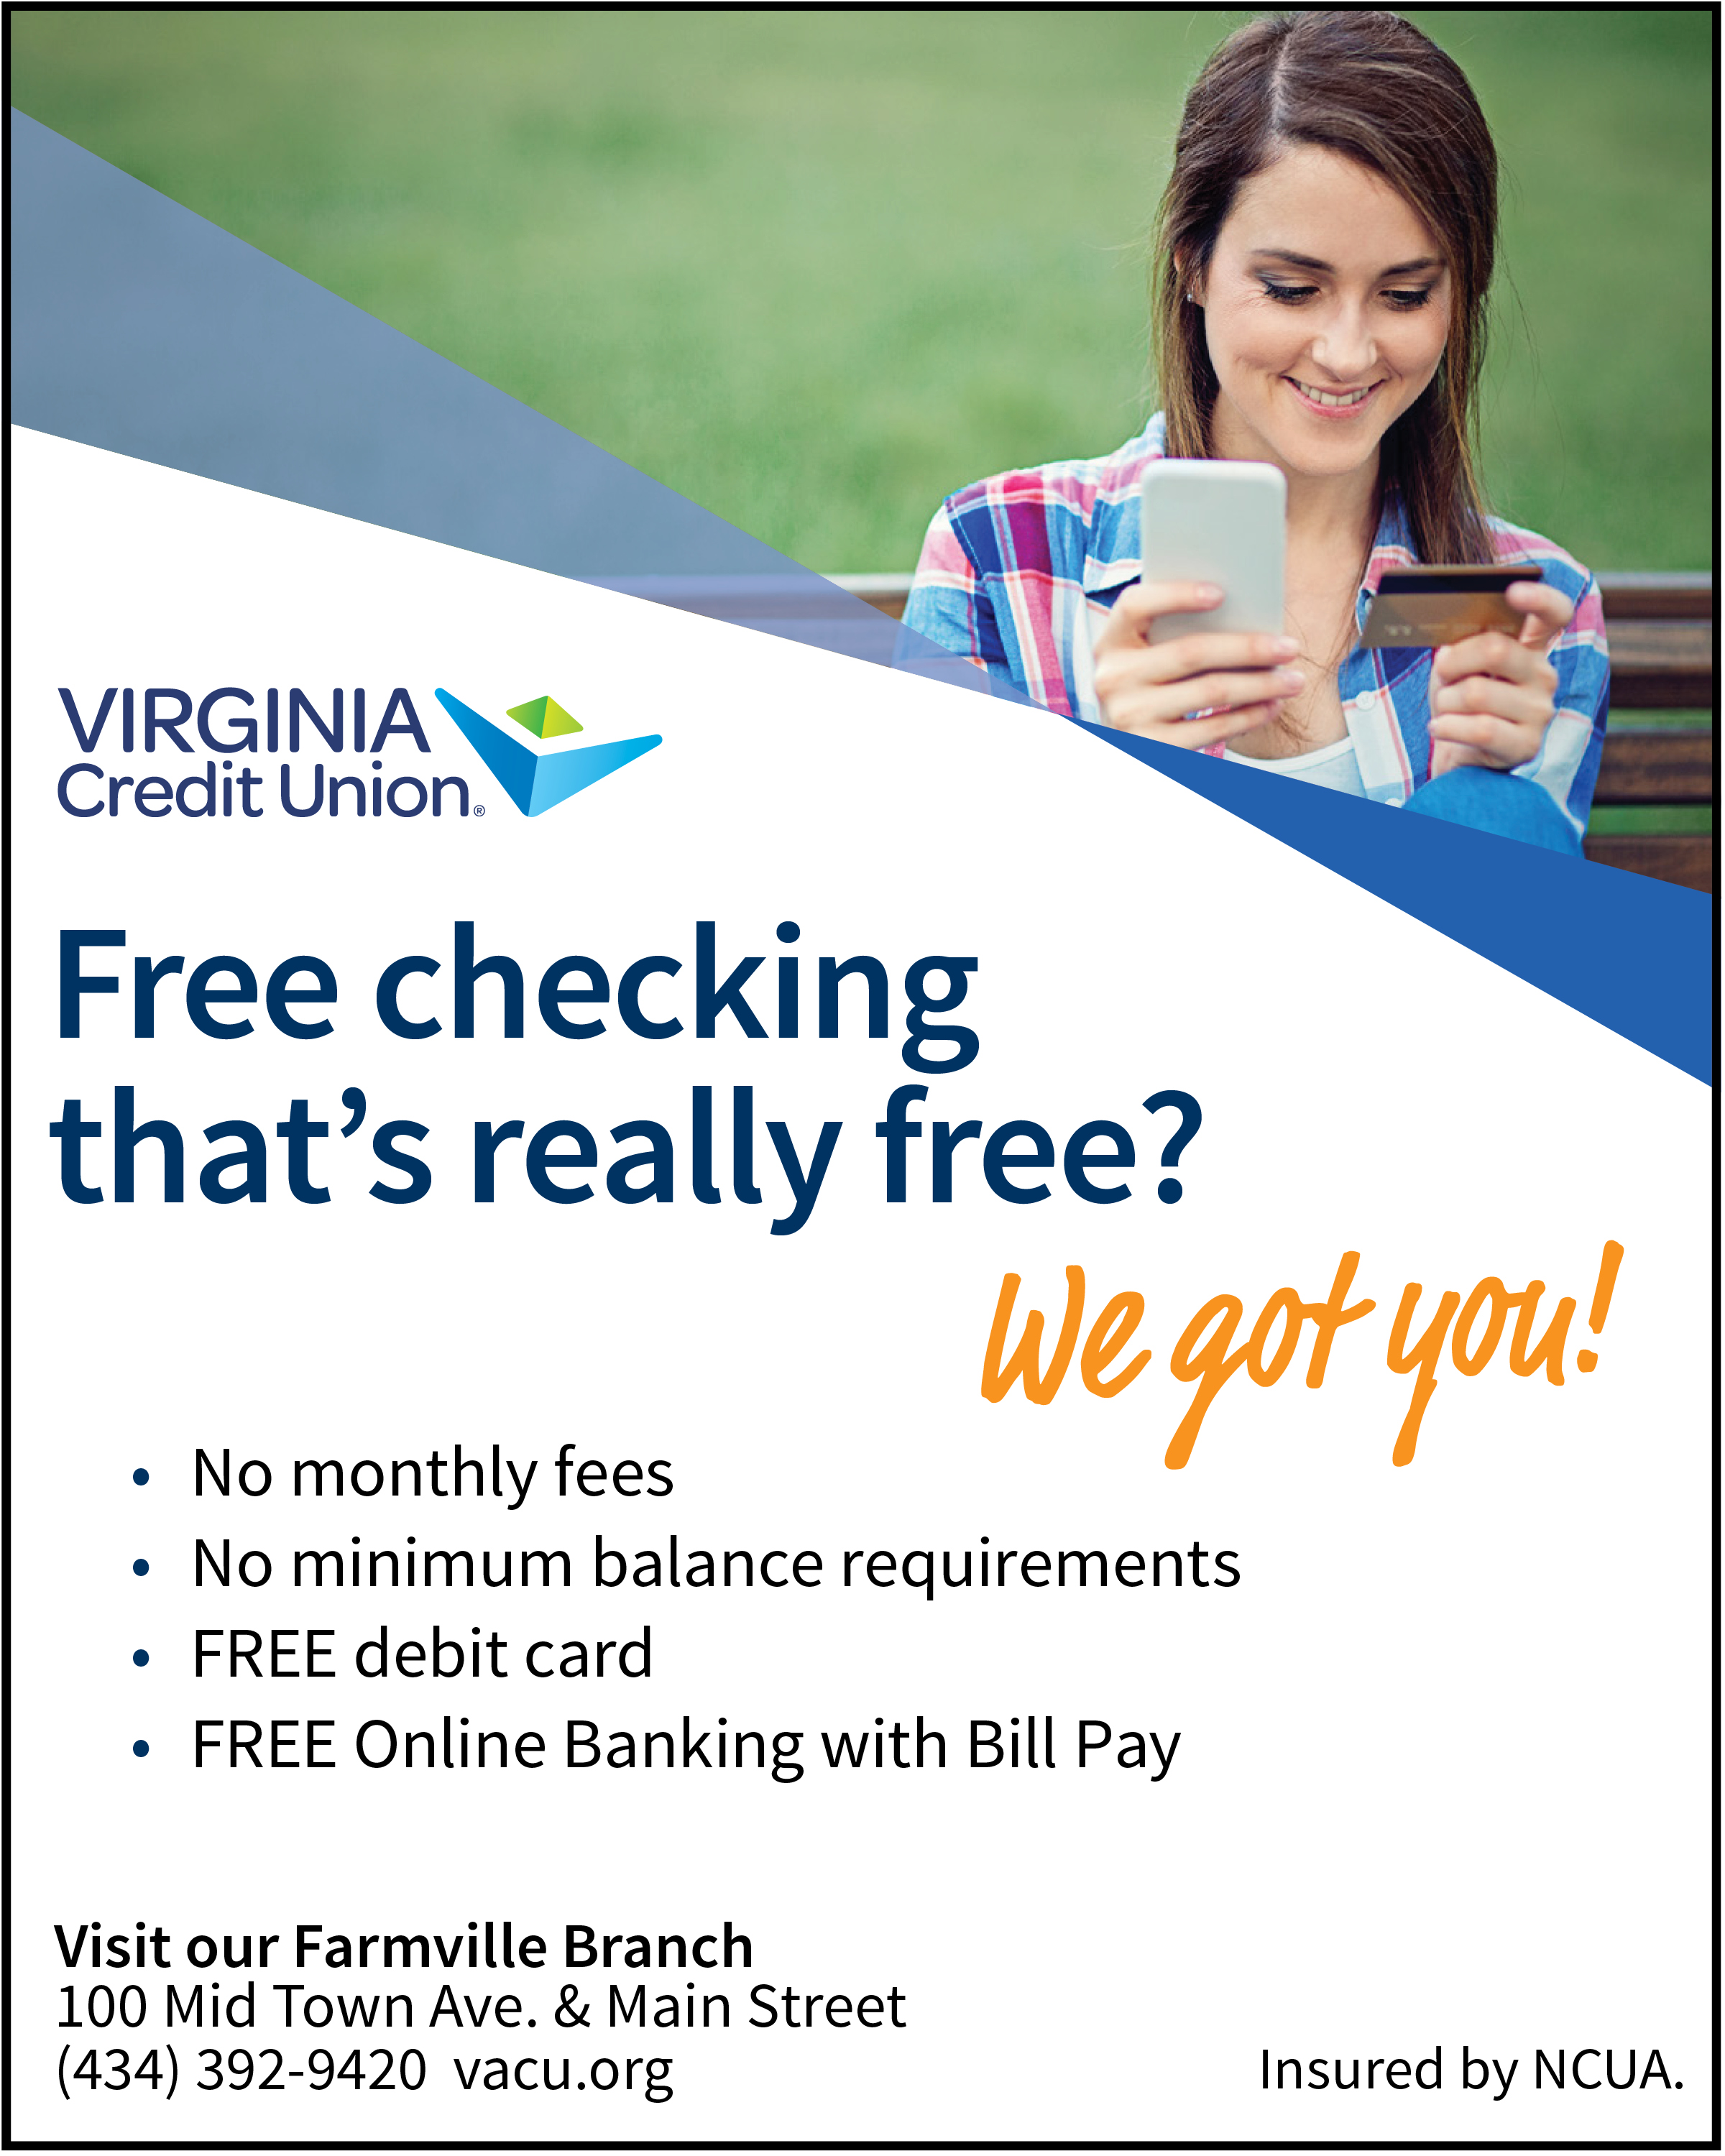 VIRGINIA
Credit Union®
Free checking
that’s really free?
We got you!
• No monthly fees
• No minimum balance requirements
• FREE debit card
• FREE Online Banking with Bill Pay
Visit our Farmville Branch
100 Mid Town Ave. & Main Street
(434) 392-9420 vacu.org
Insured by NCUA.